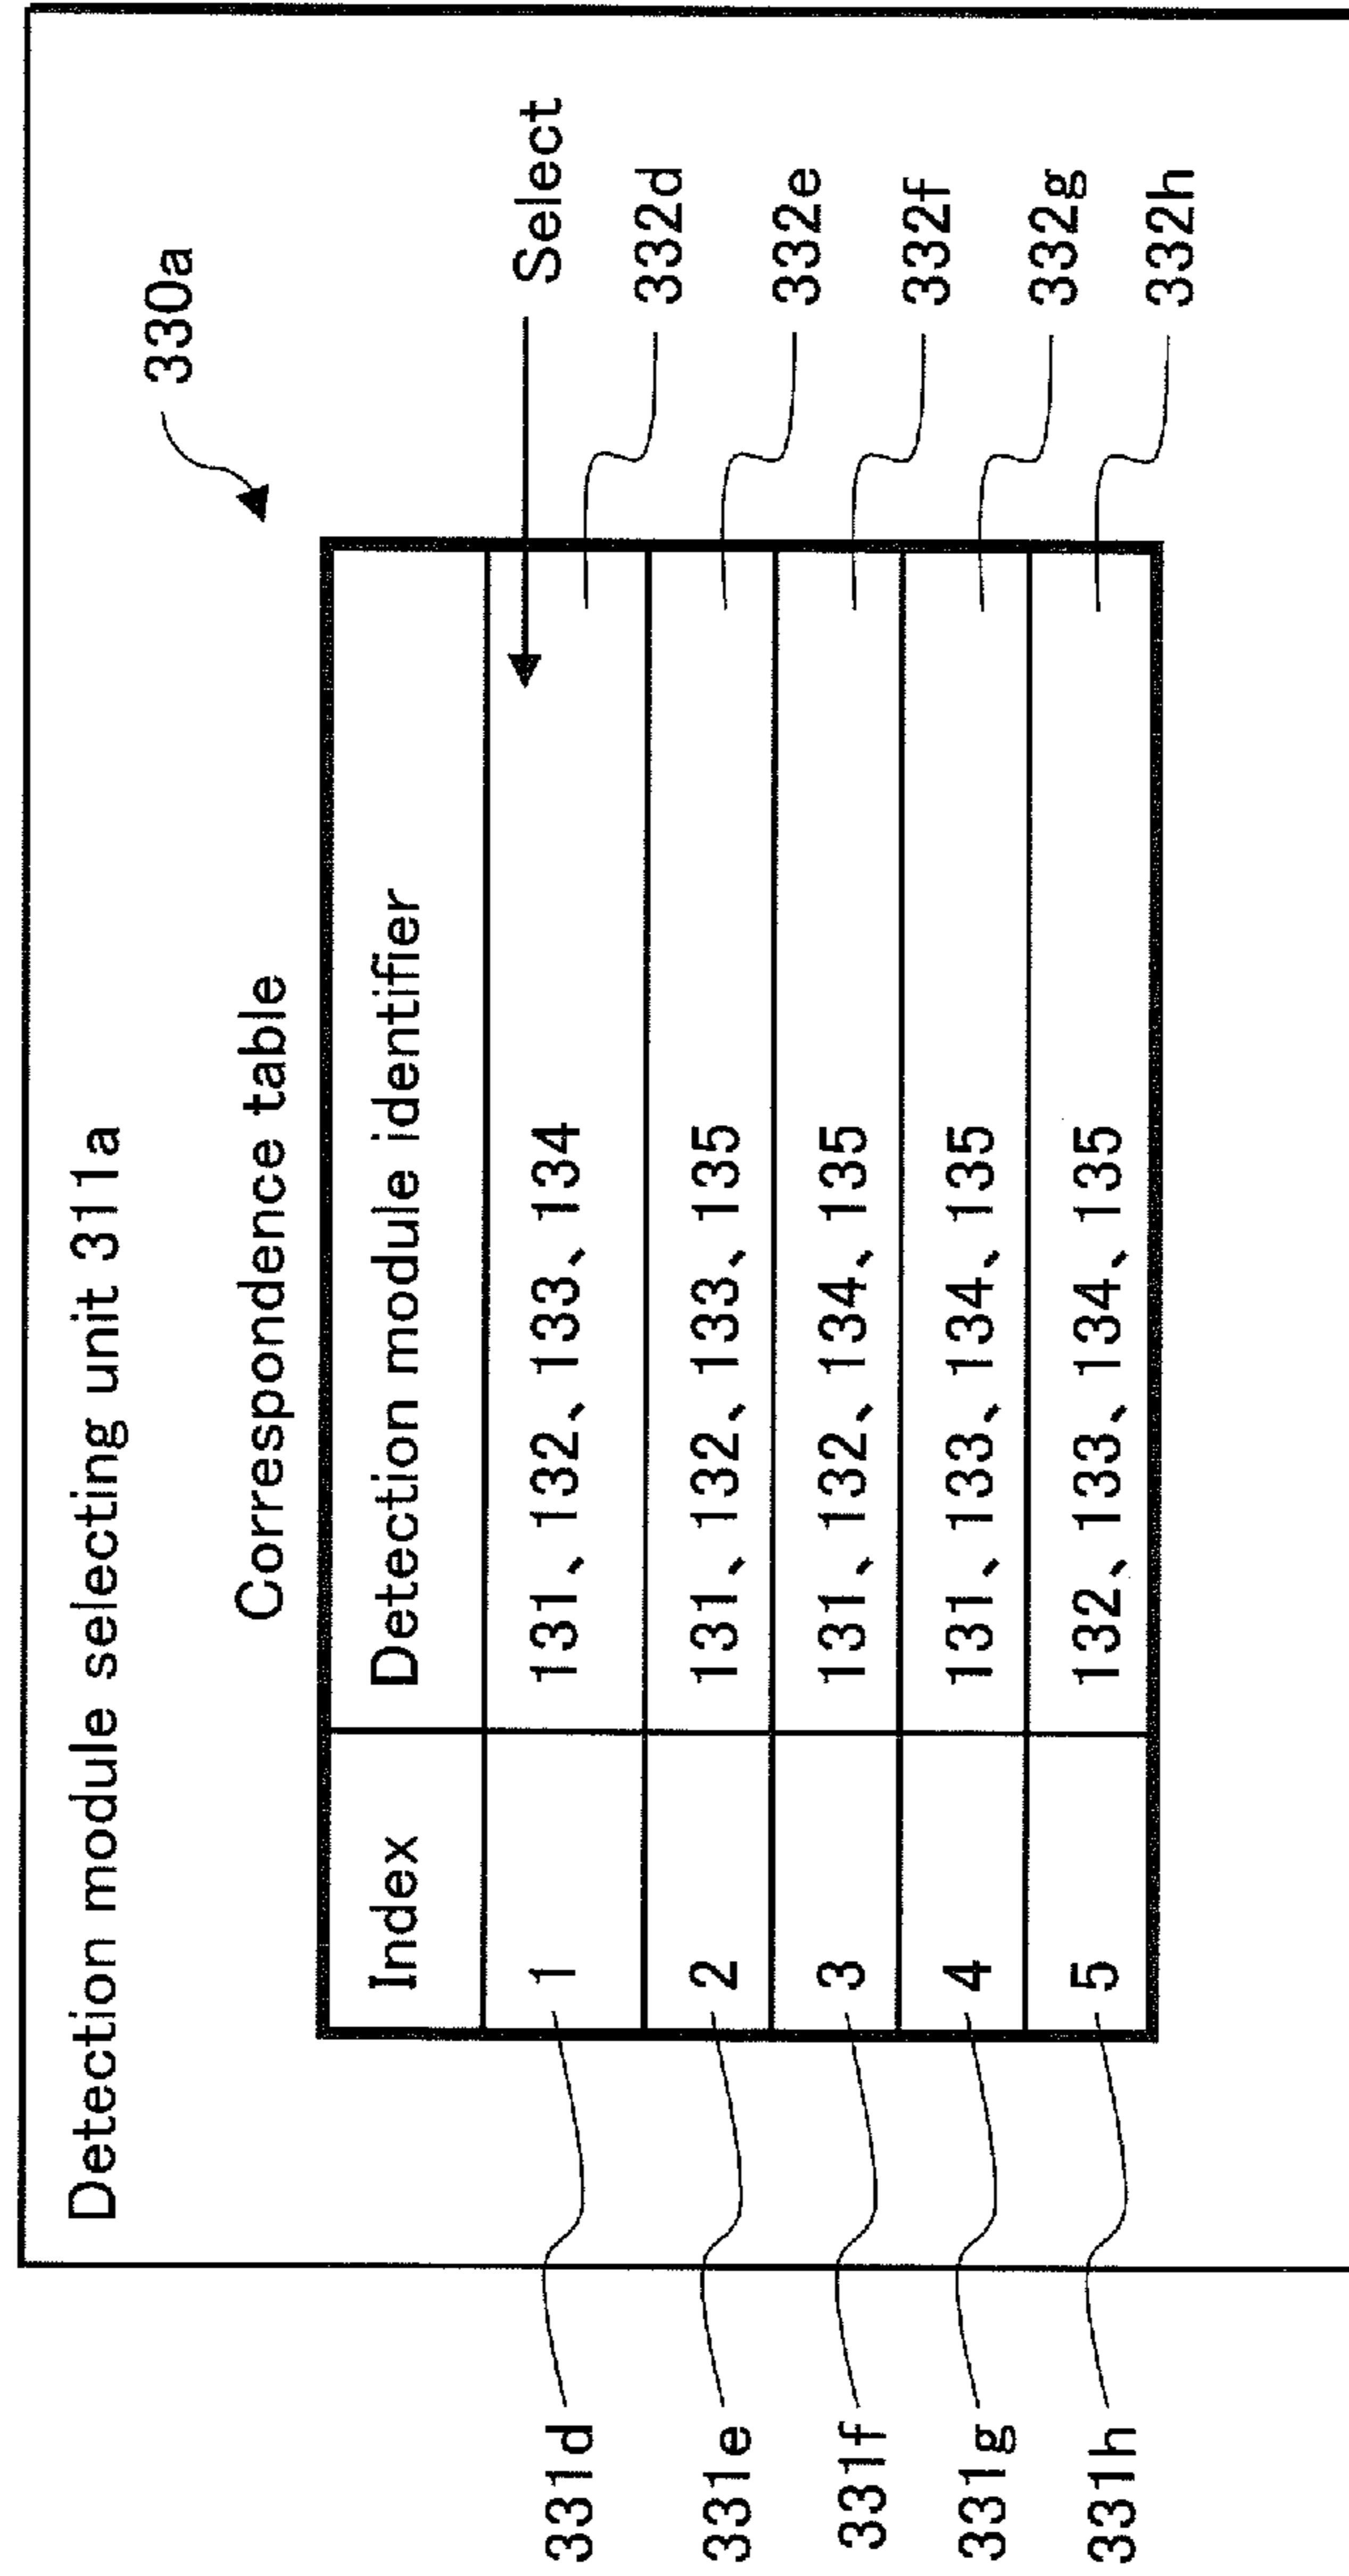 Detection module selecting unit 311a
330a
Correspondence table
Index Detection module identifier
Select
331d 1 131、132、133、134 332d
331e 2 131、132、133、135 332e
331f 3 131、132、134、135 332f
331g 4 131、133、134、135 332g
331h 5 132、133、134、135 332h